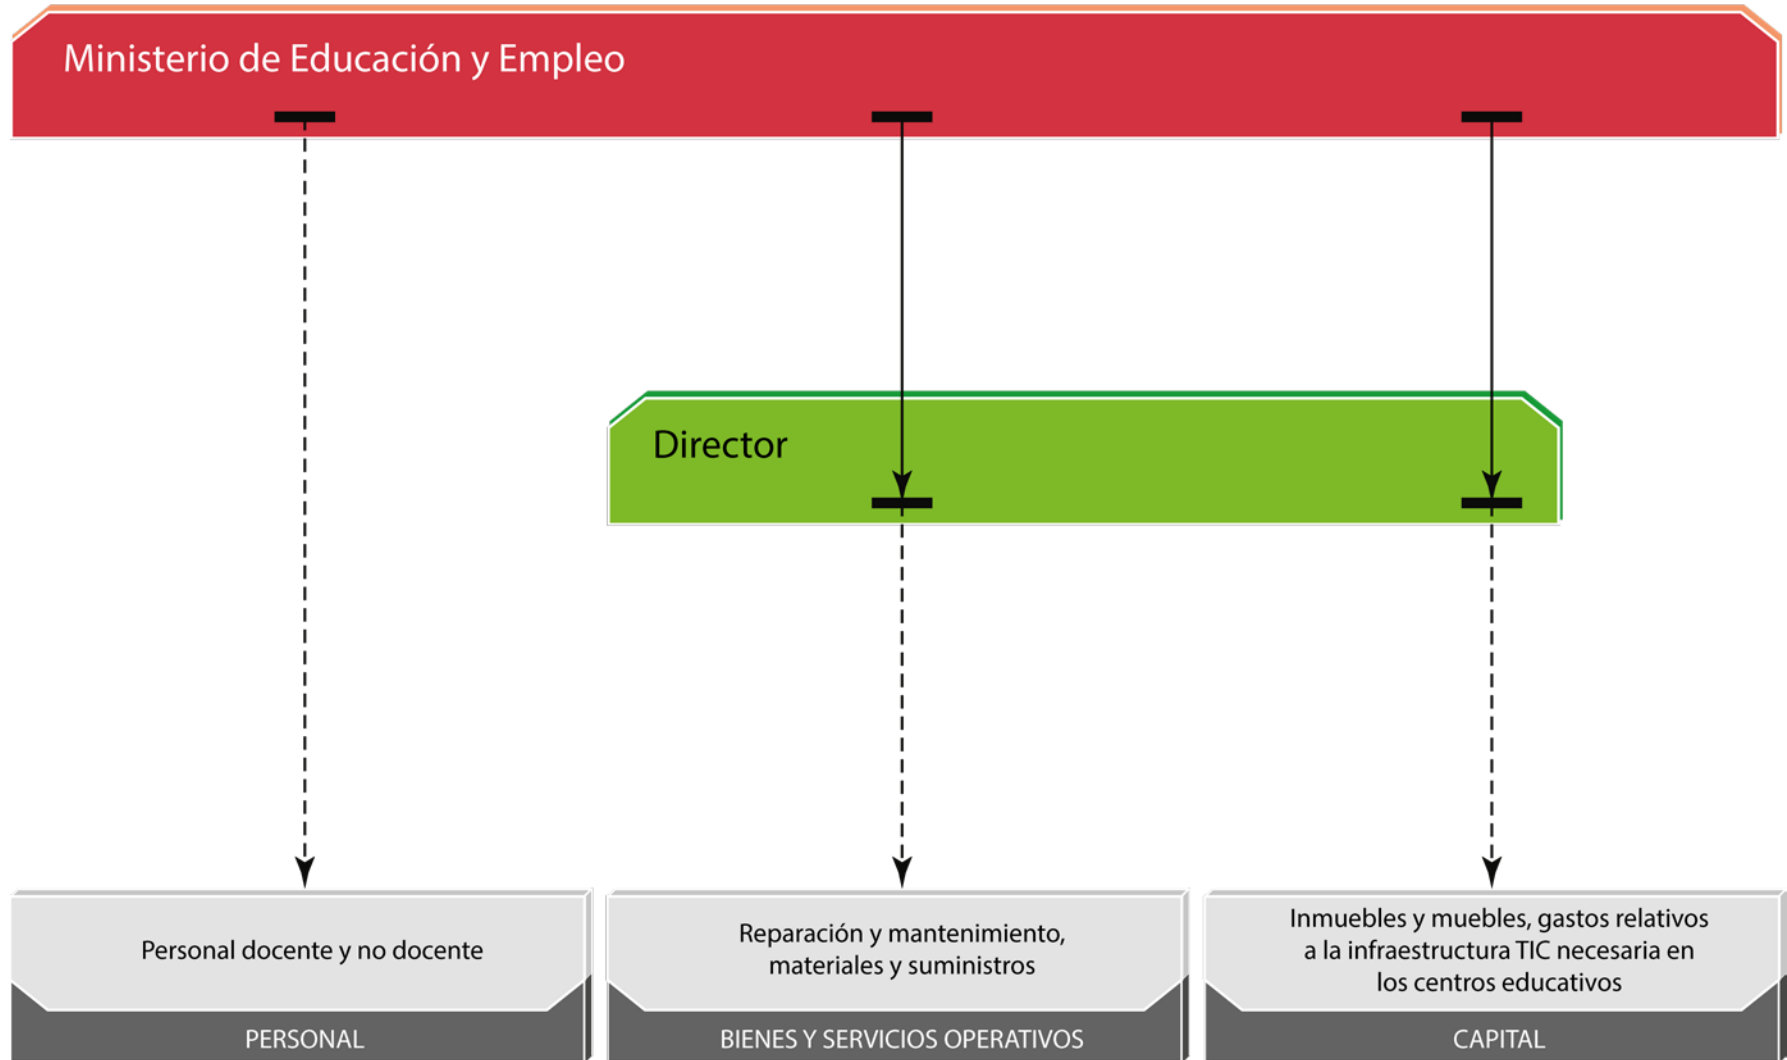 Ministerio de Educación y Empleo
Director
Personal docente y no docente
PERSONAL
Reparación y mantenimiento,
materiales y suministros
BIENES Y SERVICIOS OPERATIVOS
Inmuebles y muebles, gastos relativos
a la infraestructura TIC necesaria en
los centros educativos
CAPITAL